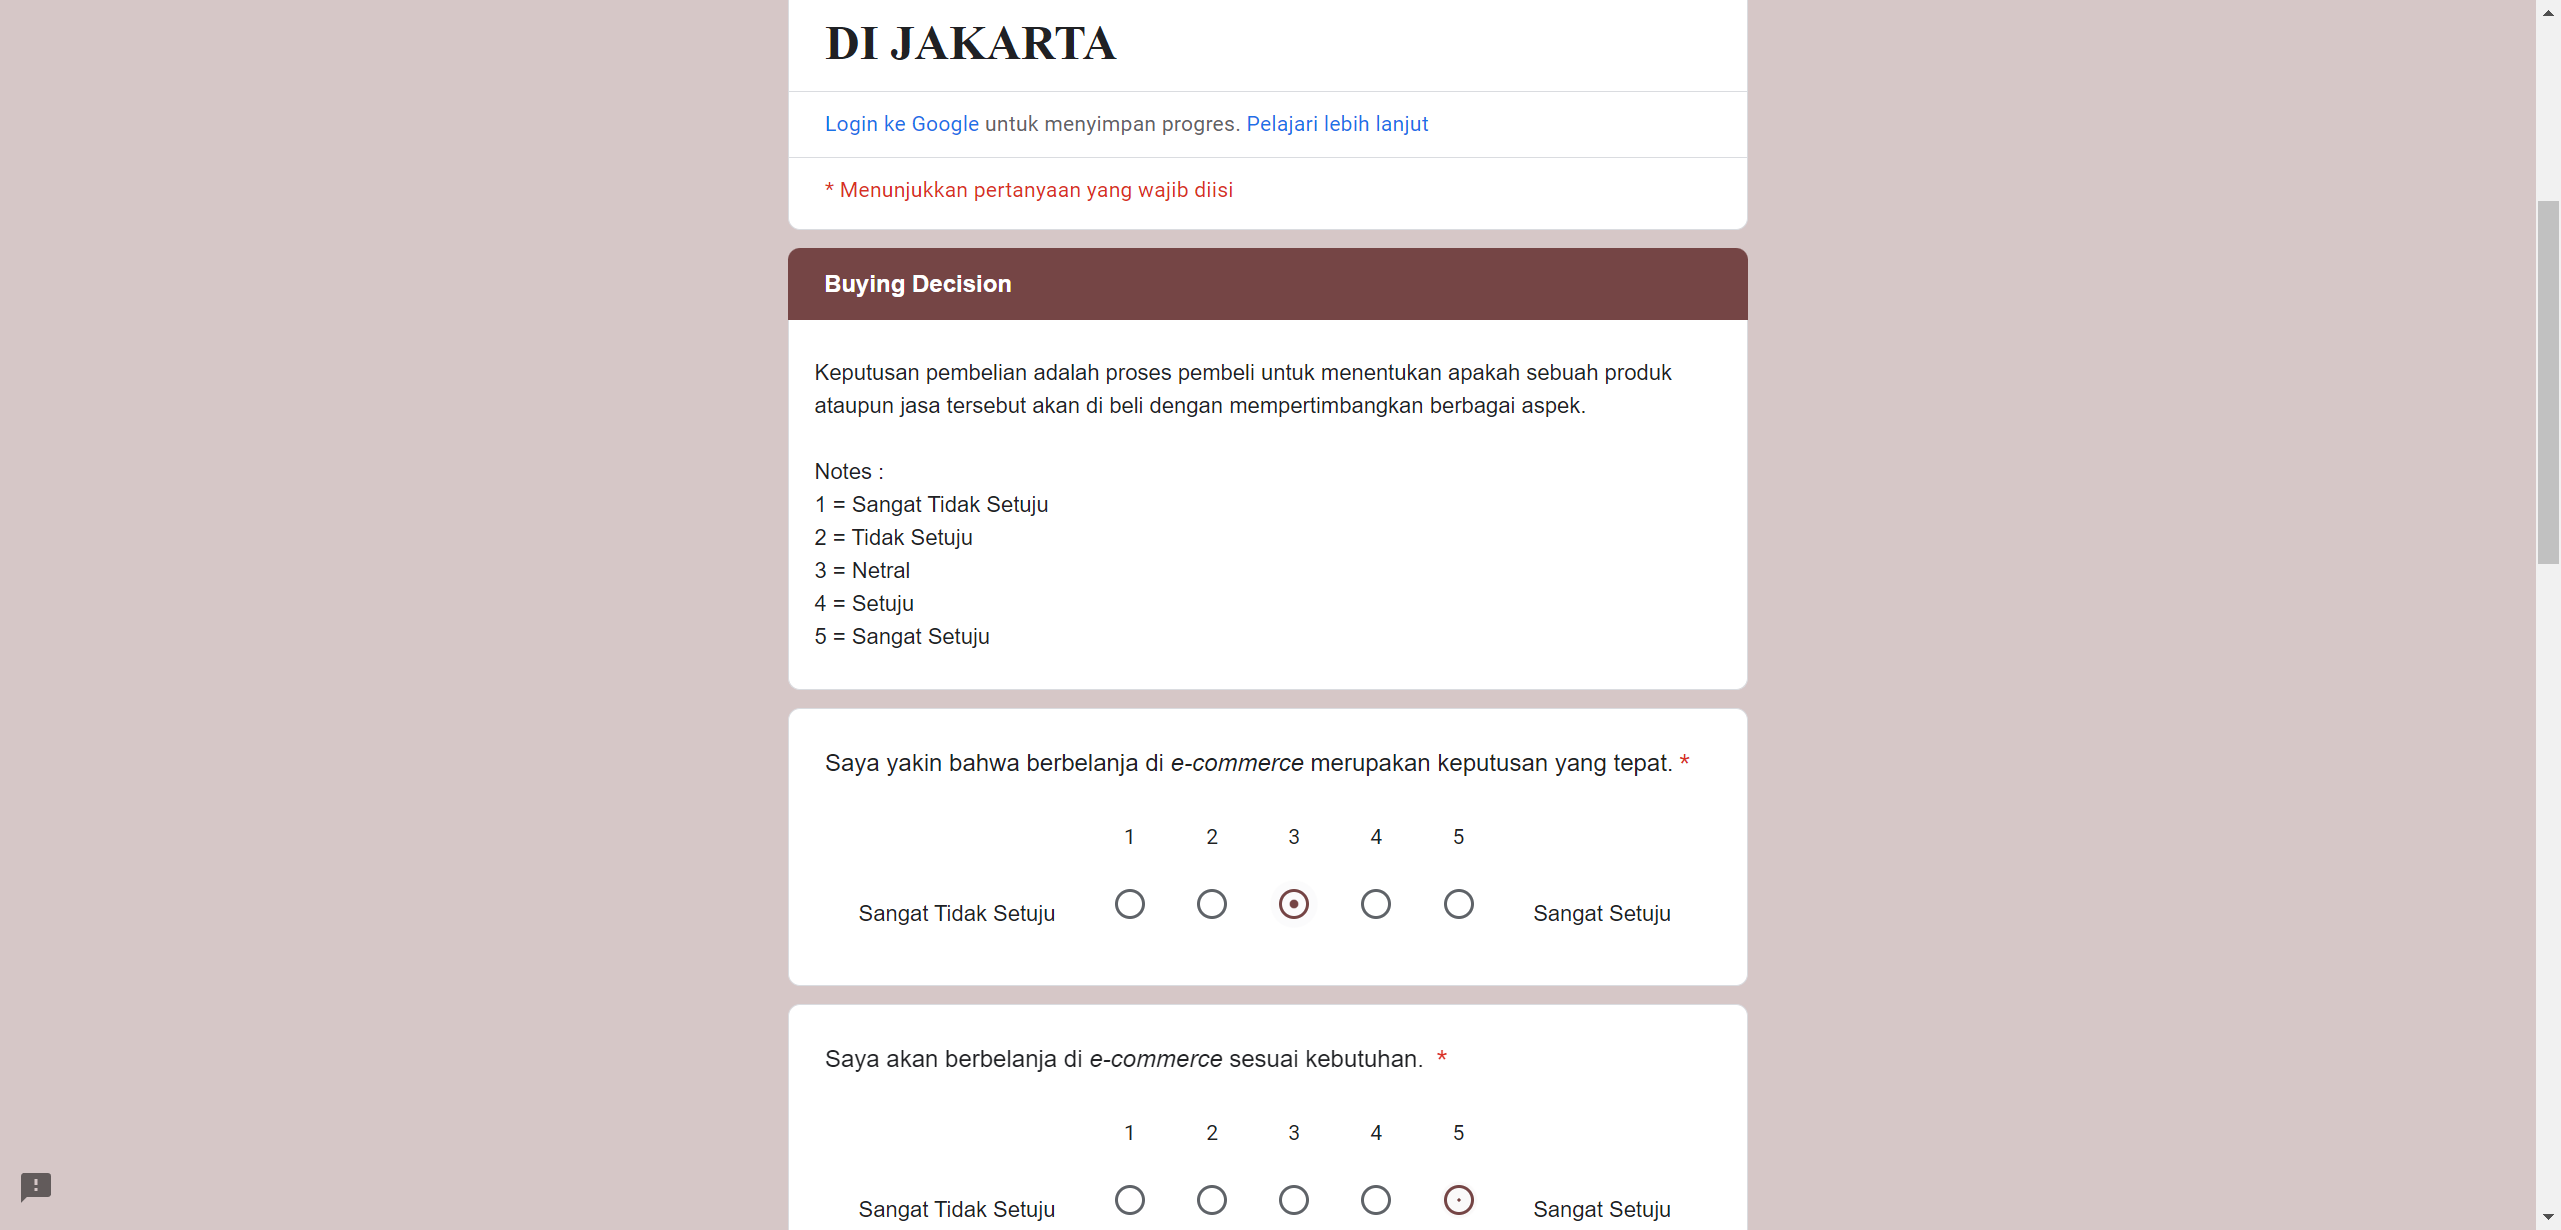 DI JAKARTA
Login ke Google untuk menyimpan progres. Pelajari lebih lanjut
* Menunjukkan pertanyaan yang wajib diisi
Buying Decision
Keputusan pembelian adalah proses pembeli untuk menentukan apakah sebuah produk
ataupun jasa tersebut akan di beli dengan mempertimbangkan berbagai aspek.
Notes :
1 = Sangat Tidak Setuju
2 = Tidak Setuju
3 = Netral
4 = Setuju
5 = Sangat Setuju
Saya yakin bahwa berbelanja di e-commerce merupakan keputusan yang tepat. *
1 2 3 4 5
Sangat Tidak Setuju Sangat Setuju
Saya akan berbelanja di e-commerce sesuai kebutuhan. *
1 2 3 4 5
Sangat Tidak Setuju Sangat Setuju